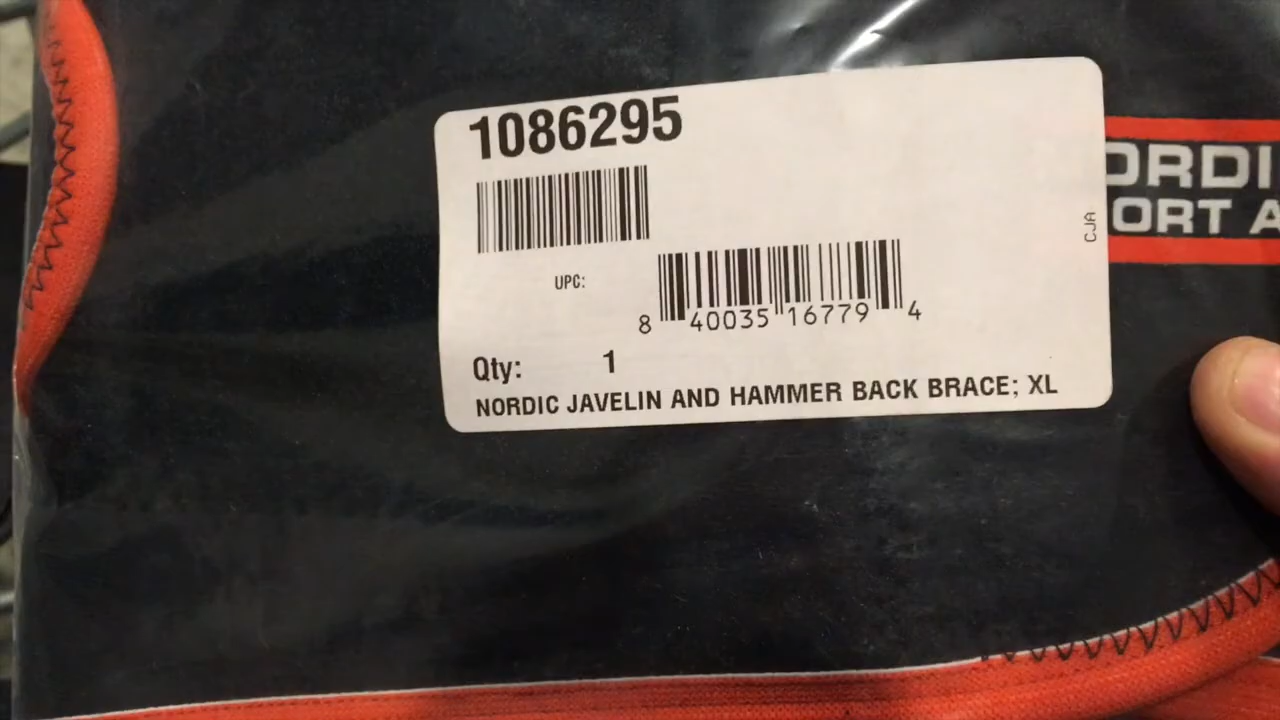 1086295
UPC:
8 40035 16779 4
Qty: 1
NORDIC JAVELIN AND HAMMER BACK BRACE; XL
CJA
ORDI
ORT A